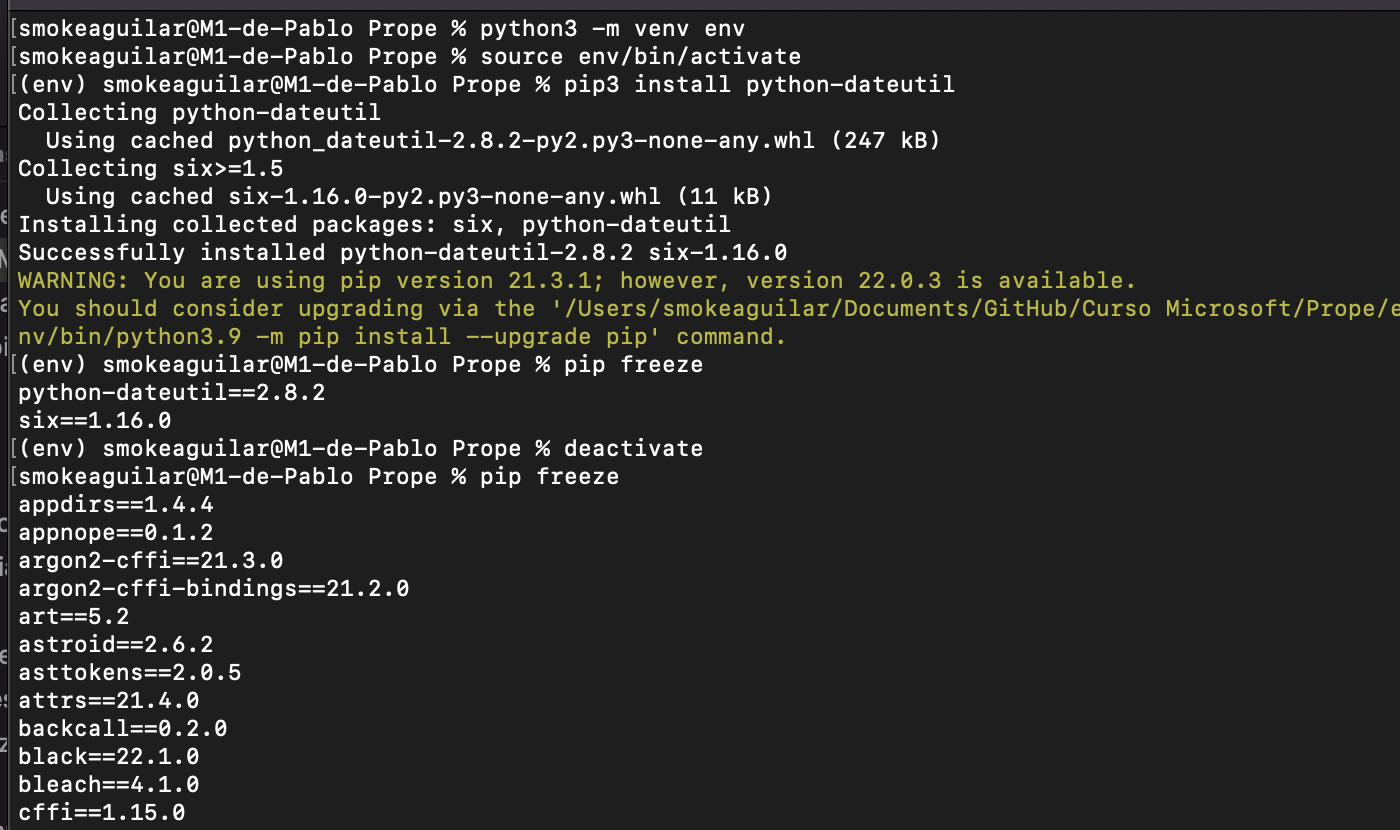 [smokeaguilar@M1-de-Pablo Prope % python3 -m venv env
[smokeaguilar@M1-de-Pablo Prope % source env/bin/activate
[(env) smokeaguilar@M1-de-Pablo Prope % pip3 install python-dateutil
Collecting python-dateutil
  Using cached python_dateutil-2.8.2-py2.py3-none-any.whl (247 kB)
Collecting six>=1.5
  Using cached six-1.16.0-py2.py3-none-any.whl (11 kB)
Installing collected packages: six, python-dateutil
Successfully installed python-dateutil-2.8.2 six-1.16.0
WARNING: You are using pip version 21.3.1; however, version 22.0.3 is available.
You should consider upgrading via the '/Users/smokeaguilar/Documents/GitHub/Curso Microsoft/Prope/e
nv/bin/python3.9 -m pip install --upgrade pip' command.
[(env) smokeaguilar@M1-de-Pablo Prope % pip freeze
python-dateutil==2.8.2
six==1.16.0
[(env) smokeaguilar@M1-de-Pablo Prope % deactivate
[smokeaguilar@M1-de-Pablo Prope % pip freeze
appdirs==1.4.4
appnope==0.1.2
argon2-cffi==21.3.0
argon2-cffi-bindings==21.2.0
art==5.2
astroid==2.6.2
asttokens==2.0.5
attrs==21.4.0
backcall==0.2.0
black==22.1.0
bleach==4.1.0
cffi==1.15.0